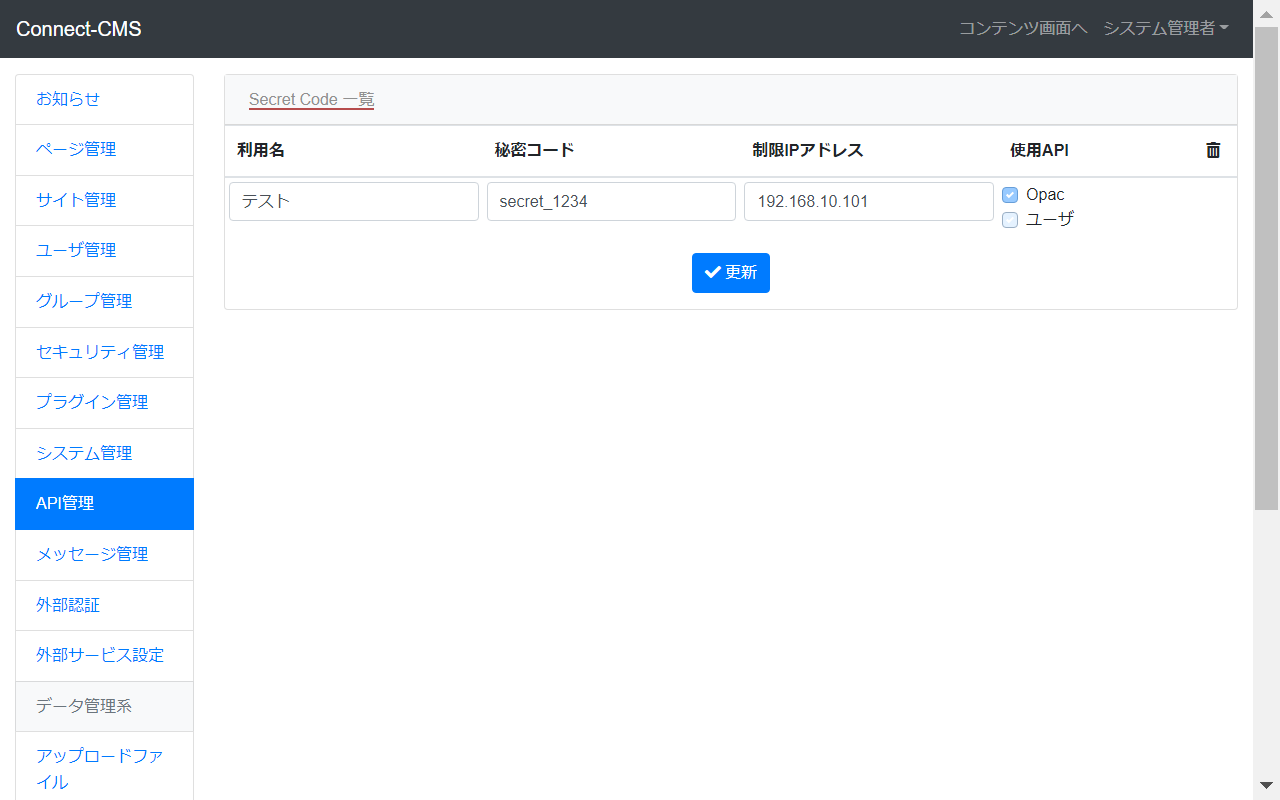 Connect-CMS
コンテンツ画面へ システム管理者
お知らせ
ページ管理
サイト管理
ユーザ管理
グループ管理
セキュリティ管理
プラグイン管理
システム管理
API管理
メッセージ管理
外部認証
外部サービス設定
データ管理系
アップロードファ
イル
Secret Code 一覧
利用名 秘密コード 制限IPアドレス 使用API
テスト secret_1234 192.168.10.101 Opac
ユーザ
更新